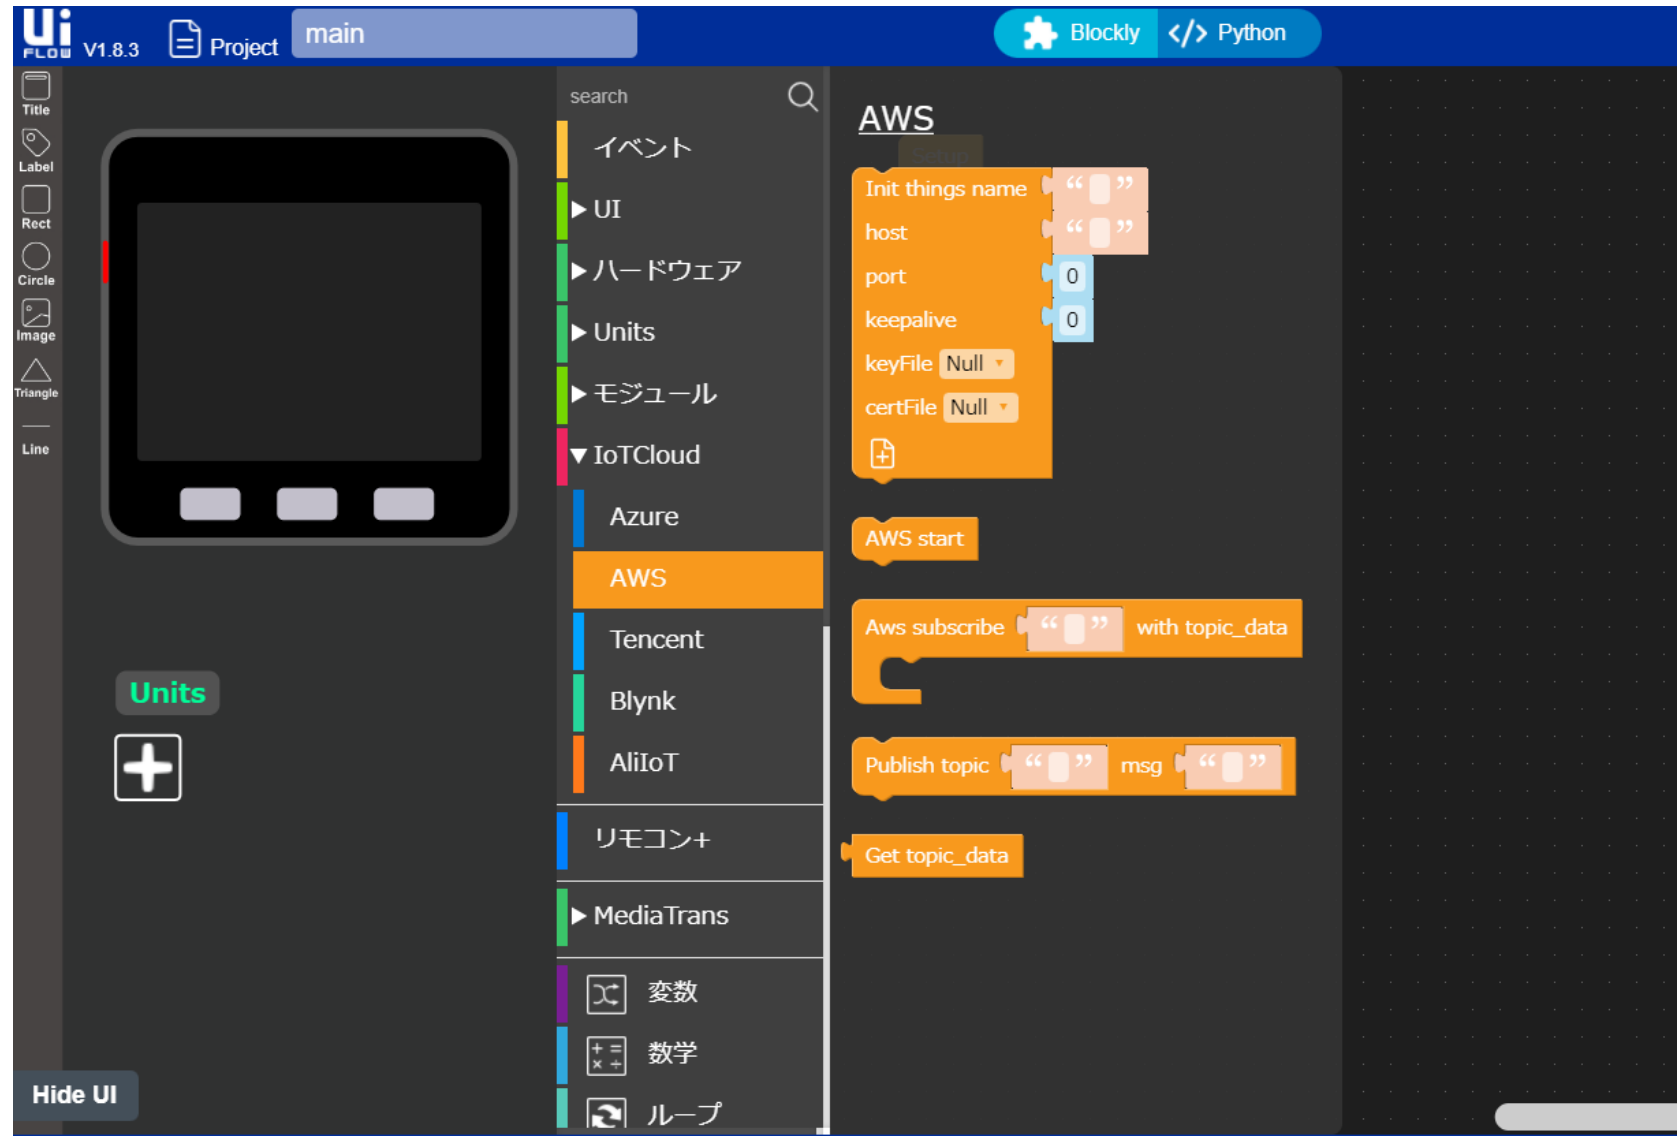 Ui
FLOW V1.8.3 Project main Blockly </> Python
Title
Label
Rect
Circle
Image
Triangle
Line
Units
Hide UI
search
イベント
UI
ハードウェア
Units
モジュール
IoTCloud
Azure
AWS
Tencent
Blynk
AliIoT
リモコン+
MediaTrans
変数
数学
ループ
AWS
Setup
Init things name “ ”
host “ ”
port 0
keepalive 0
keyFile Null
certFile Null
AWS start
Aws subscribe “ ” with topic_data
Publish topic “ ” msg “ ”
Get topic_data